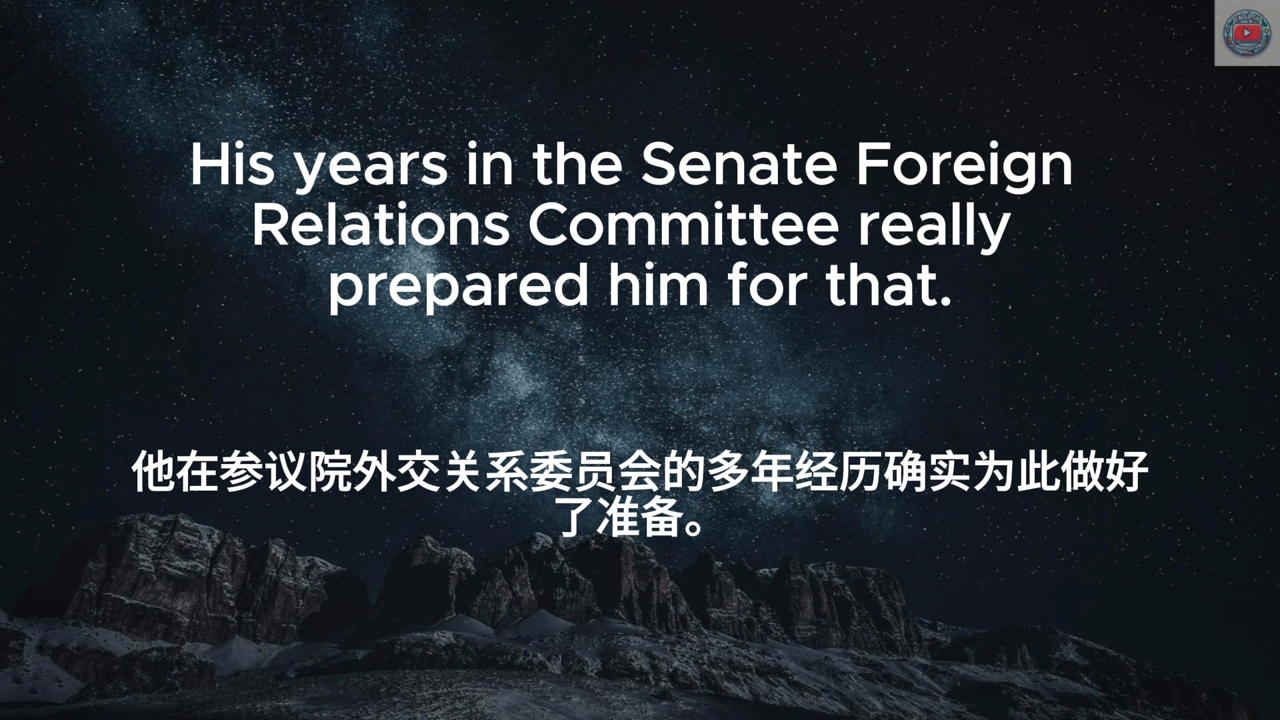 His years in the Senate Foreign
Relations Committee really
prepared him for that.
他在参议院外交关系委员会的多年经历确实为此做好
了准备。